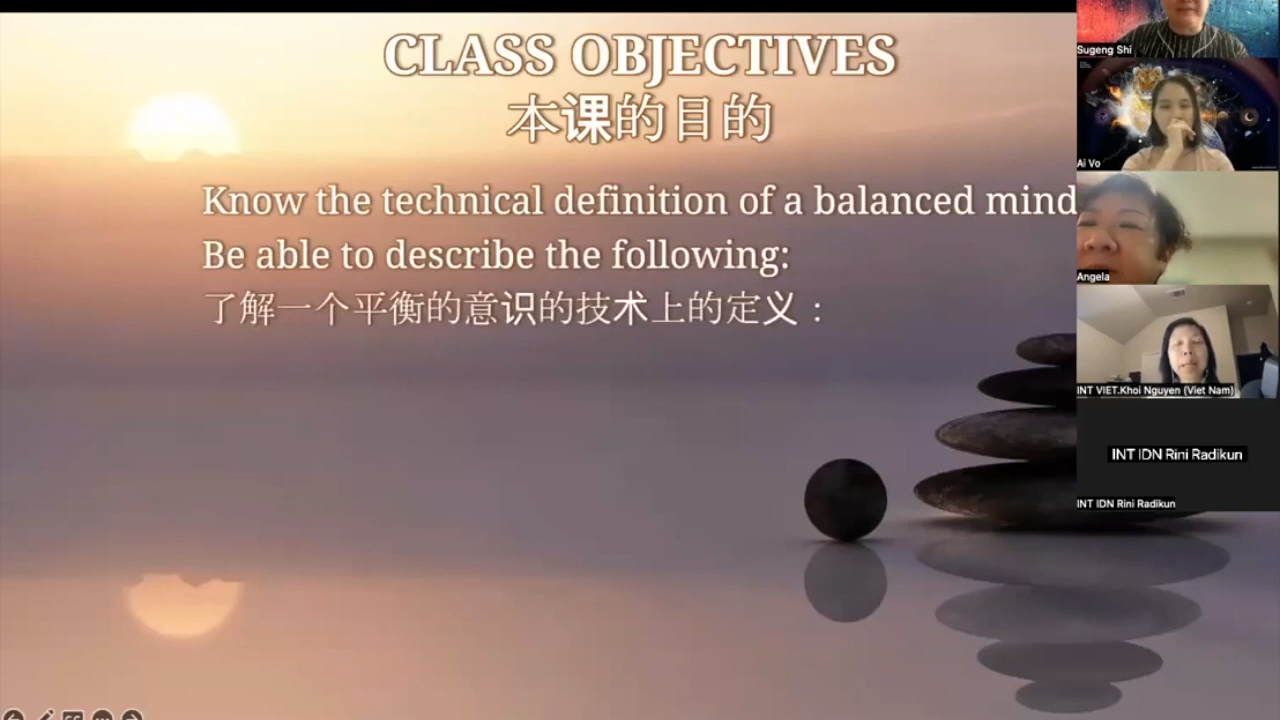 CLASS OBJECTIVES
本课的目的
Know the technical definition of a balanced mind
Be able to describe the following:
了解一个平衡的意识的技术上的定义：
Sugeng Shi
Ai Vo
Angela
INT VIET.Khoi Nguyen (Viet Nam)
INT IDN Rini Radikun
INT IDN Rini Radikun